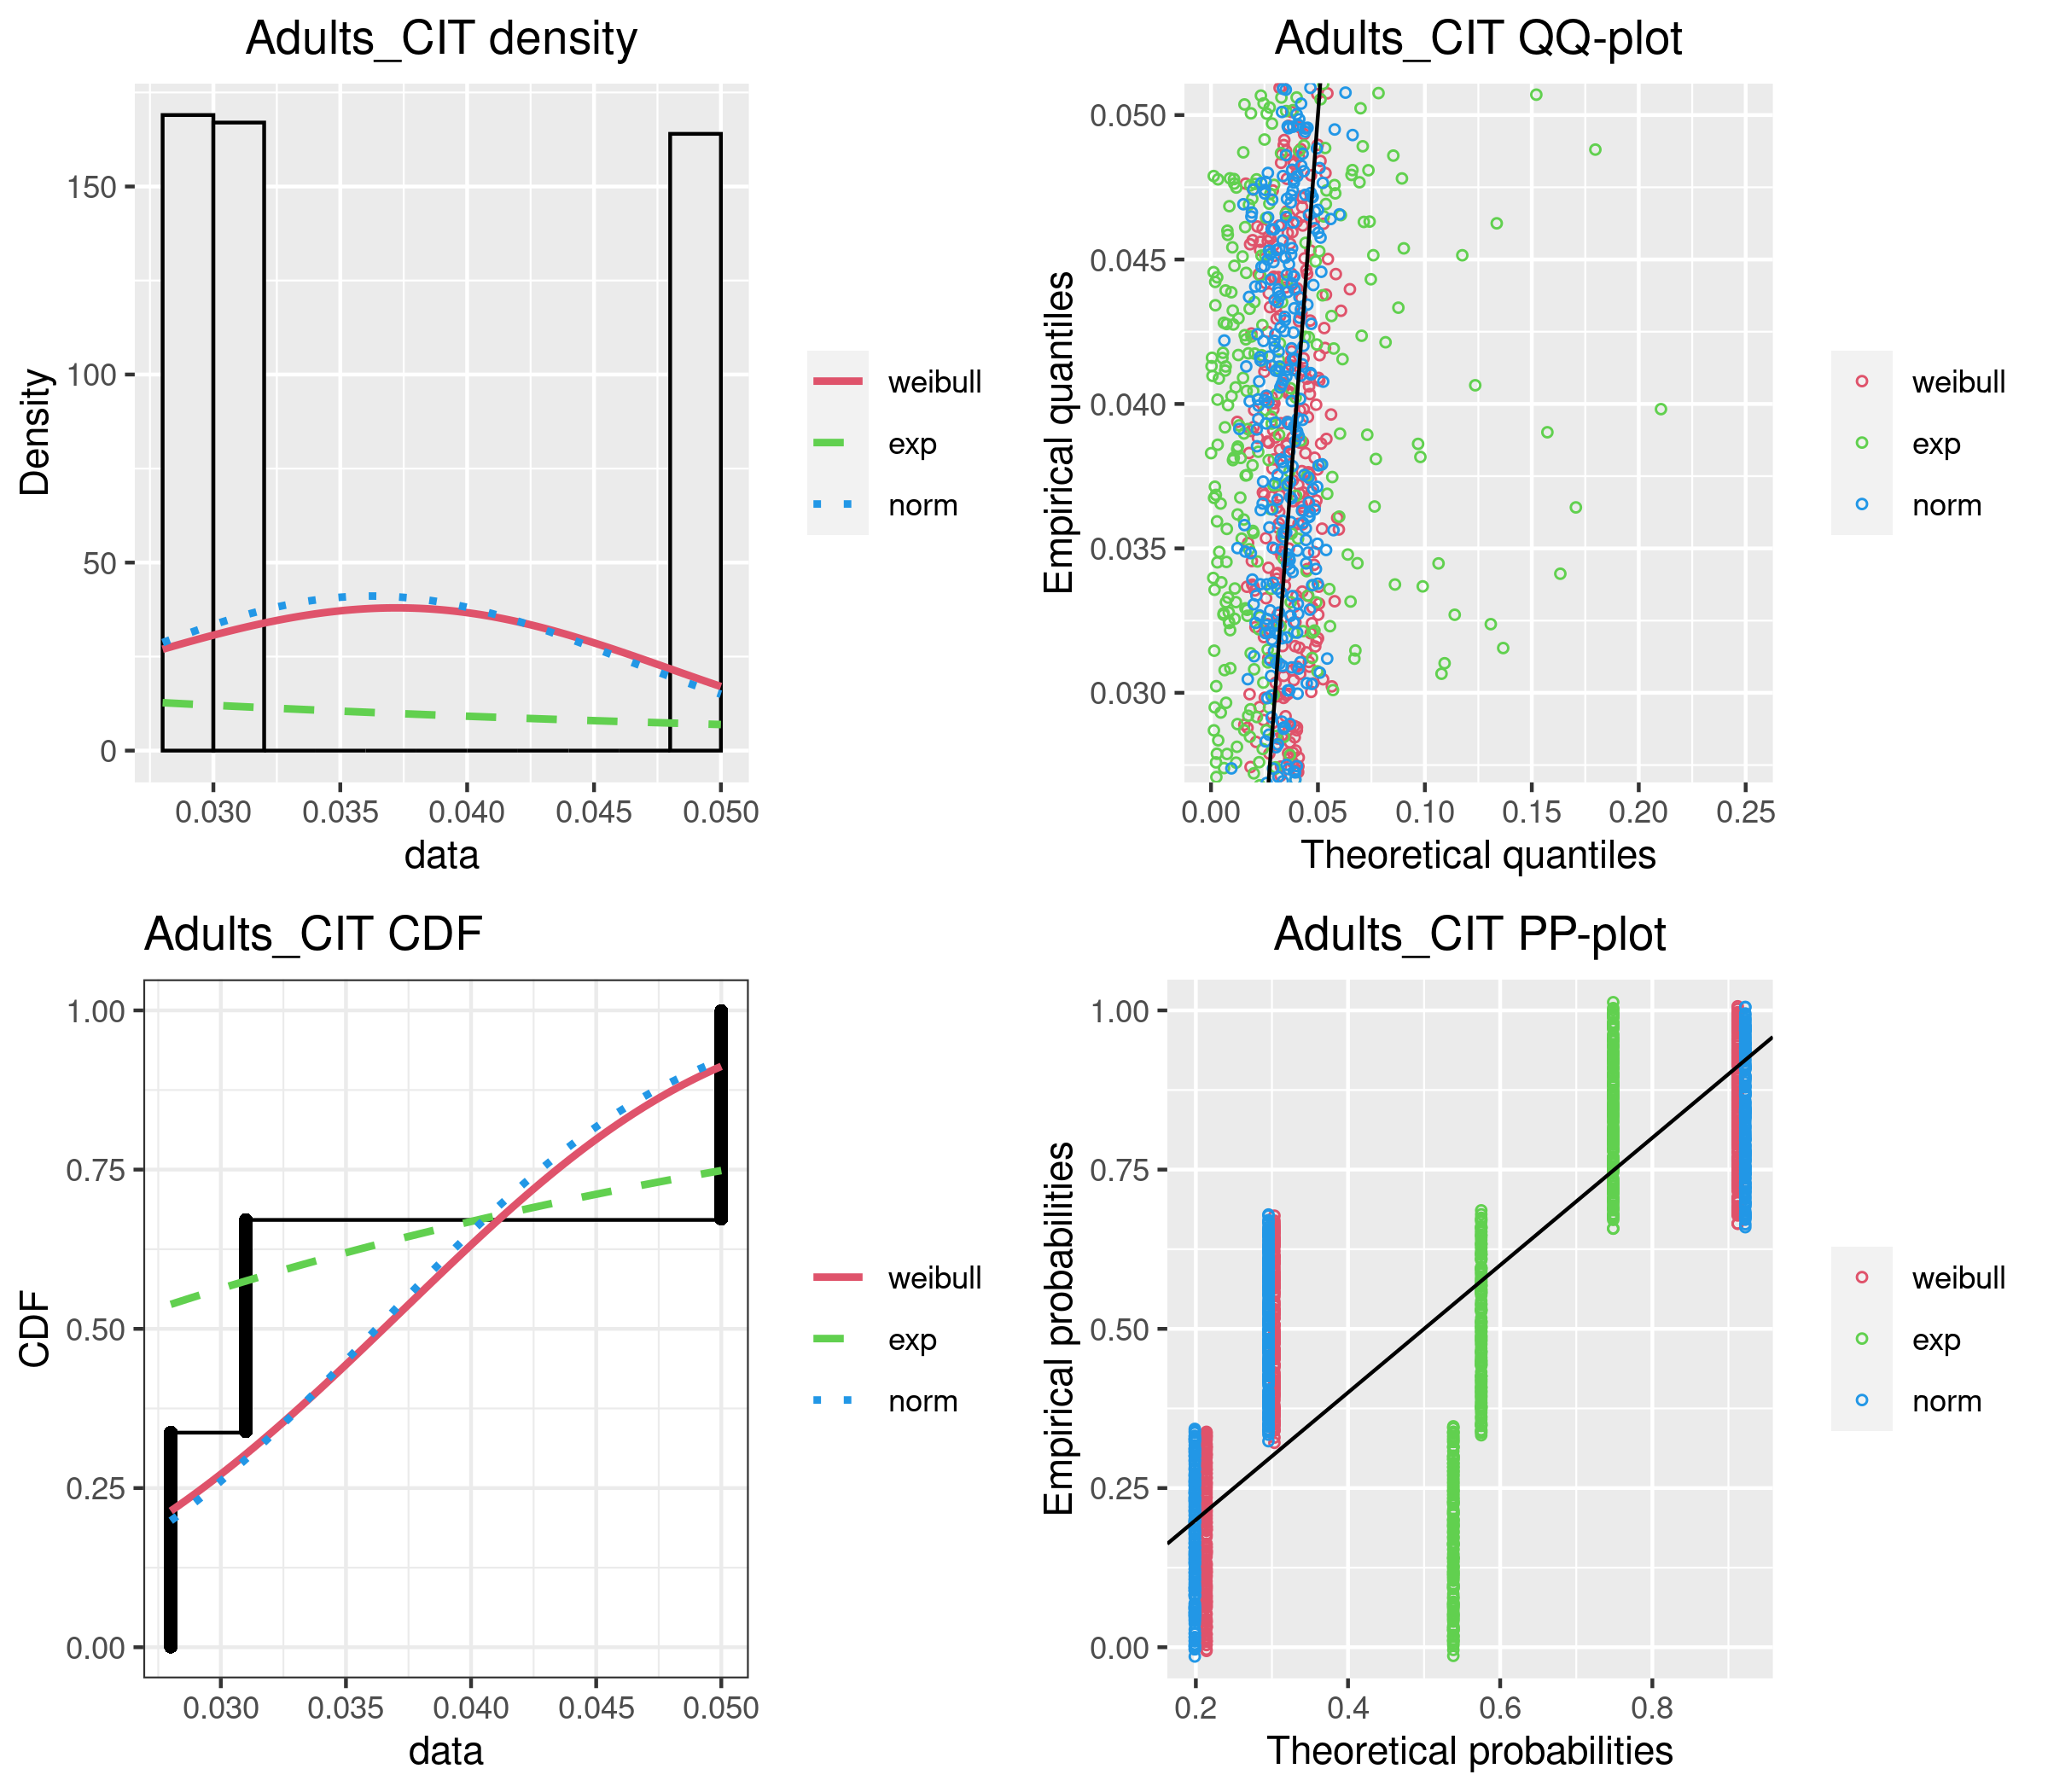 Adults_CIT density
Density
150
100
50
0
0.030 0.035 0.040 0.045 0.050
data
weibull
exp
norm
Adults_CIT QQ-plot
Empirical quantiles
0.050
0.045
0.040
0.035
0.030
0.00 0.05 0.10 0.15 0.20 0.25
Theoretical quantiles
weibull
exp
norm
Adults_CIT CDF
CDF
1.00
0.75
0.50
0.25
0.00
0.030 0.035 0.040 0.045 0.050
data
weibull
exp
norm
Adults_CIT PP-plot
Empirical probabilities
1.00
0.75
0.50
0.25
0.00
0.2 0.4 0.6 0.8
Theoretical probabilities
weibull
exp
norm